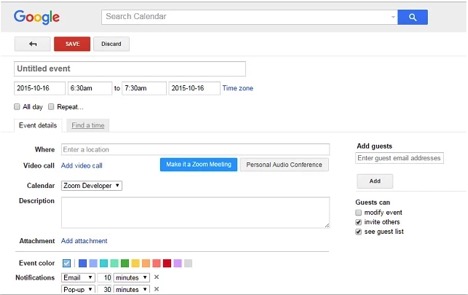 Google
Search Calendar
SAVE
Discard
Untitled event
2015-10-16 6:30am to 7:30am 2015-10-16 Time zone
All day Repeat...
Event details Find a time
Where Enter a location
Video call Add video call Make it a Zoom Meeting Personal Audio Conference
Calendar Zoom Developer
Description
Attachment Add attachment
Event color
Notifications Email 10 minutes
Pop-up 30 minutes
Add guests
Enter guest email addresses
Add
Guests can
modify event
invite others
see guest list